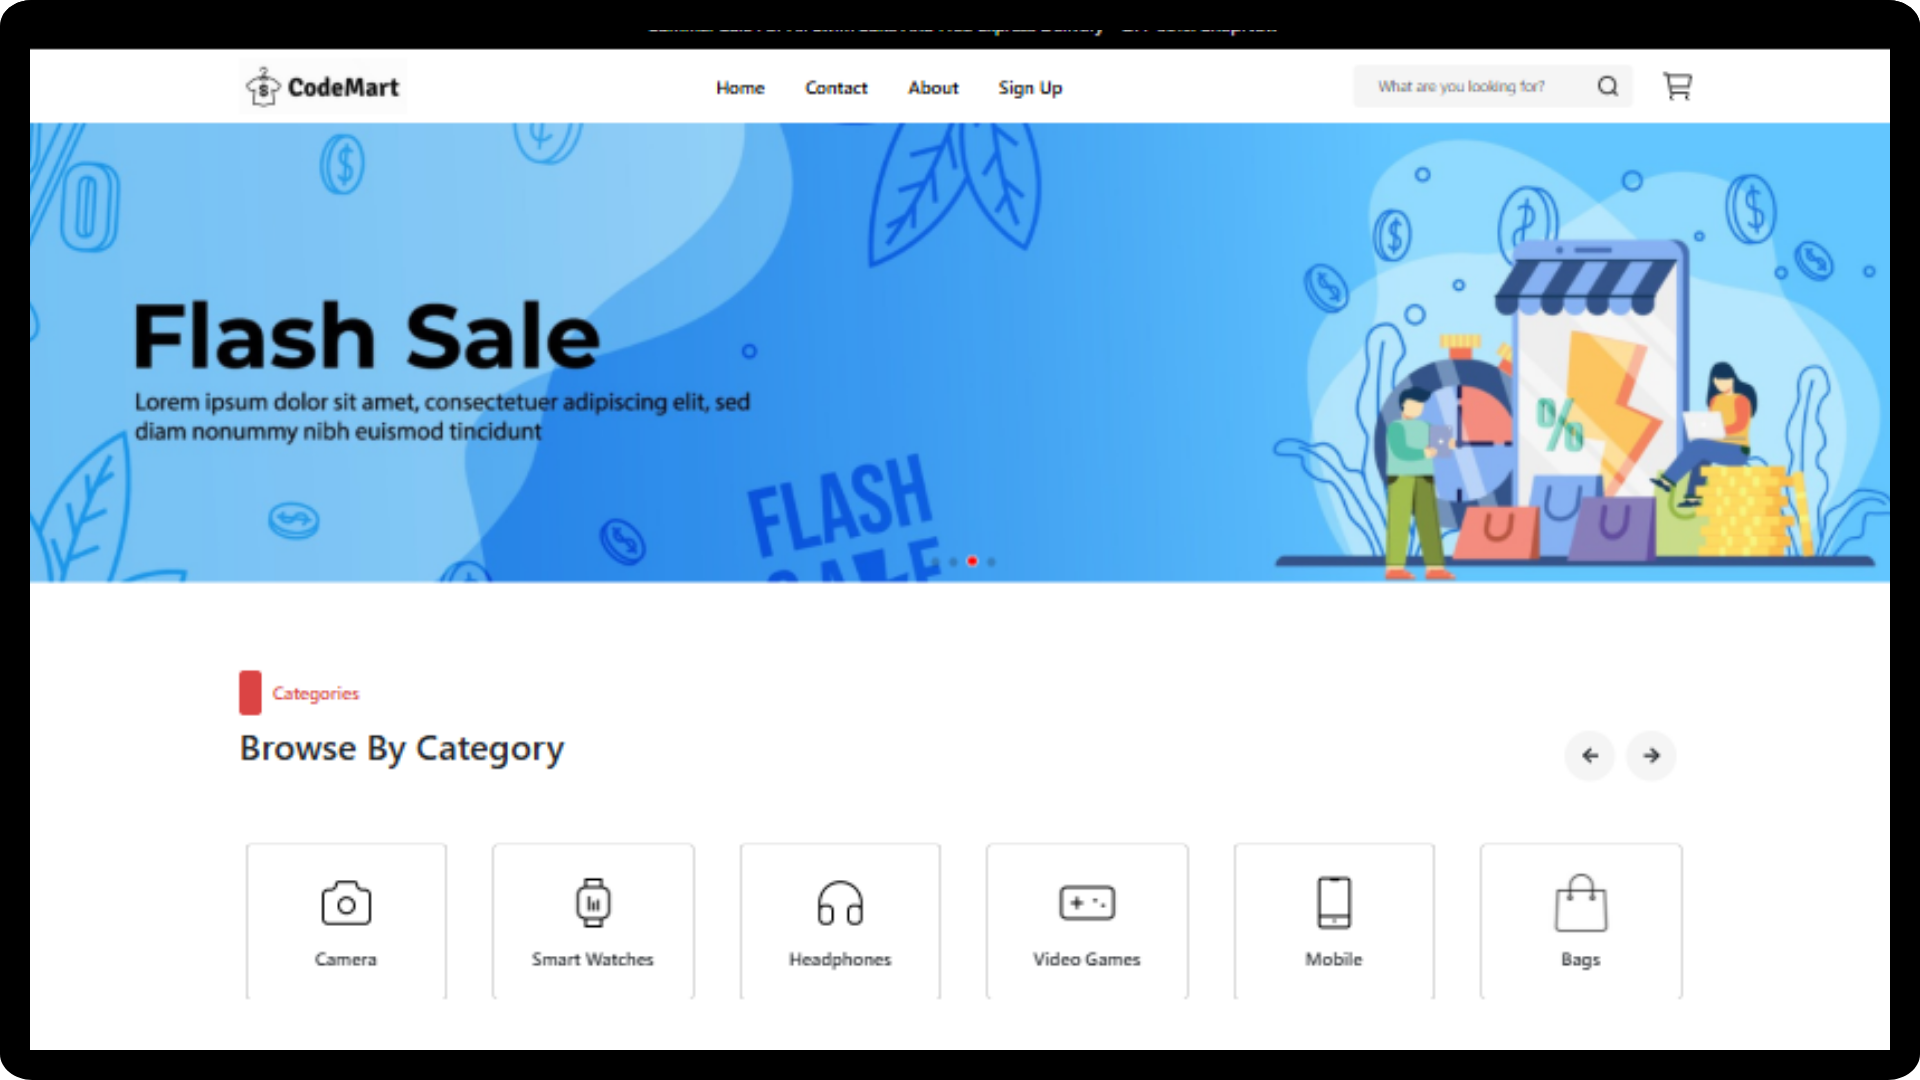 CodeMart
Home Contact About Sign Up
What are you looking for?
Flash Sale
Lorem ipsum dolor sit amet, consectetuer adipiscing elit, sed
diam nonummy nibh euismod tincidunt
FLASH
SALE
Categories
Browse By Category
Camera Smart Watches Headphones Video Games Mobile Bags